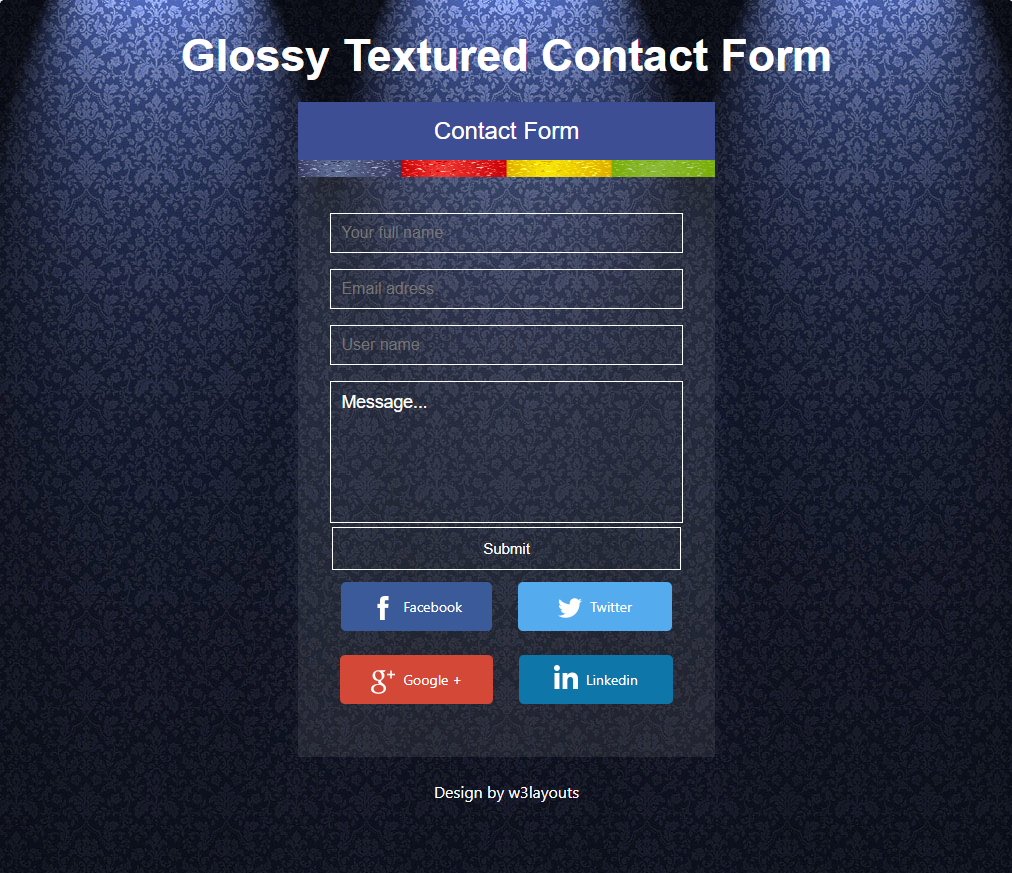 Glossy Textured Contact Form
Contact Form
Your full name
Email adress
User name
Message...
Submit
f Facebook
Twitter
g+ Google +
in Linkedin
Design by w3layouts